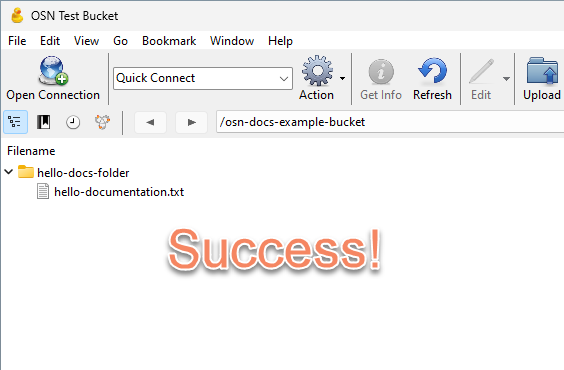 OSN Test Bucket
File Edit View Go Bookmark Window Help
Open Connection Quick Connect Action Get Info Refresh Edit Upload
/osn-docs-example-bucket
Filename
hello-docs-folder
hello-documentation.txt
Success!